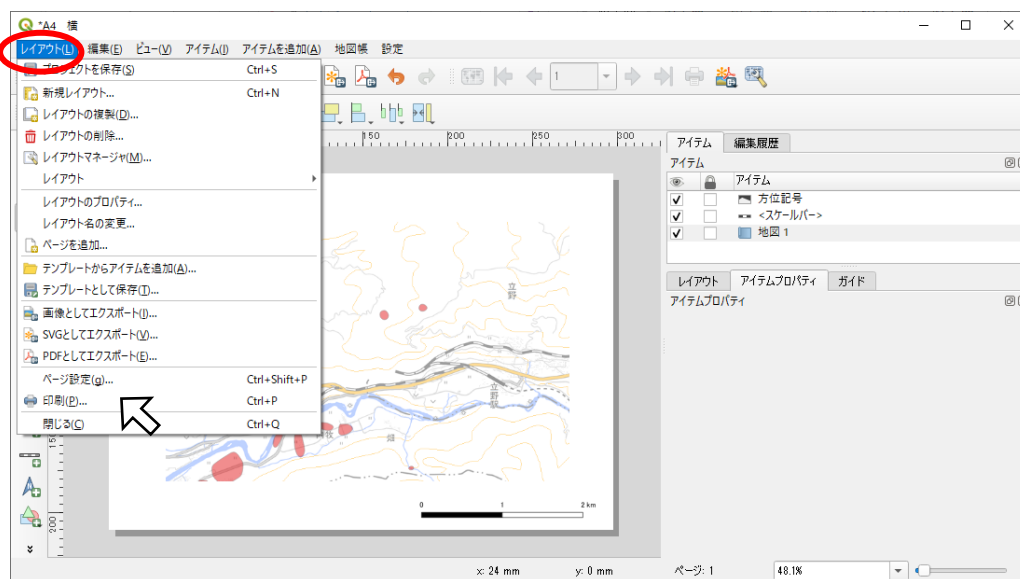 *A4 横
レイアウト(L) 編集(E) ビュー(V) アイテム(I) アイテムを追加(A) 地図帳 設定
プロジェクトを保存(S) Ctrl+S
新規レイアウト... Ctrl+N
レイアウトの複製(D)...
レイアウトの削除...
レイアウトマネージャ(M)...
レイアウト
レイアウトのプロパティ...
レイアウト名の変更...
ページを追加...
テンプレートからアイテムを追加(A)...
テンプレートとして保存(T)...
画像としてエクスポート(I)...
SVGとしてエクスポート(V)...
PDFとしてエクスポート(E)...
ページ設定(g)... Ctrl+Shift+P
印刷(P)... Ctrl+P
閉じる(C) Ctrl+Q
1
150 200 250 300
立野
立野駅
牧
畑
0 1 2 km
200
アイテム 編集履歴
アイテム
アイテム
方位記号
<スケールバー>
地図 1
レイアウト アイテムプロパティ ガイド
アイテムプロパティ
x: 24 mm y: 0 mm ページ: 1 48.1%